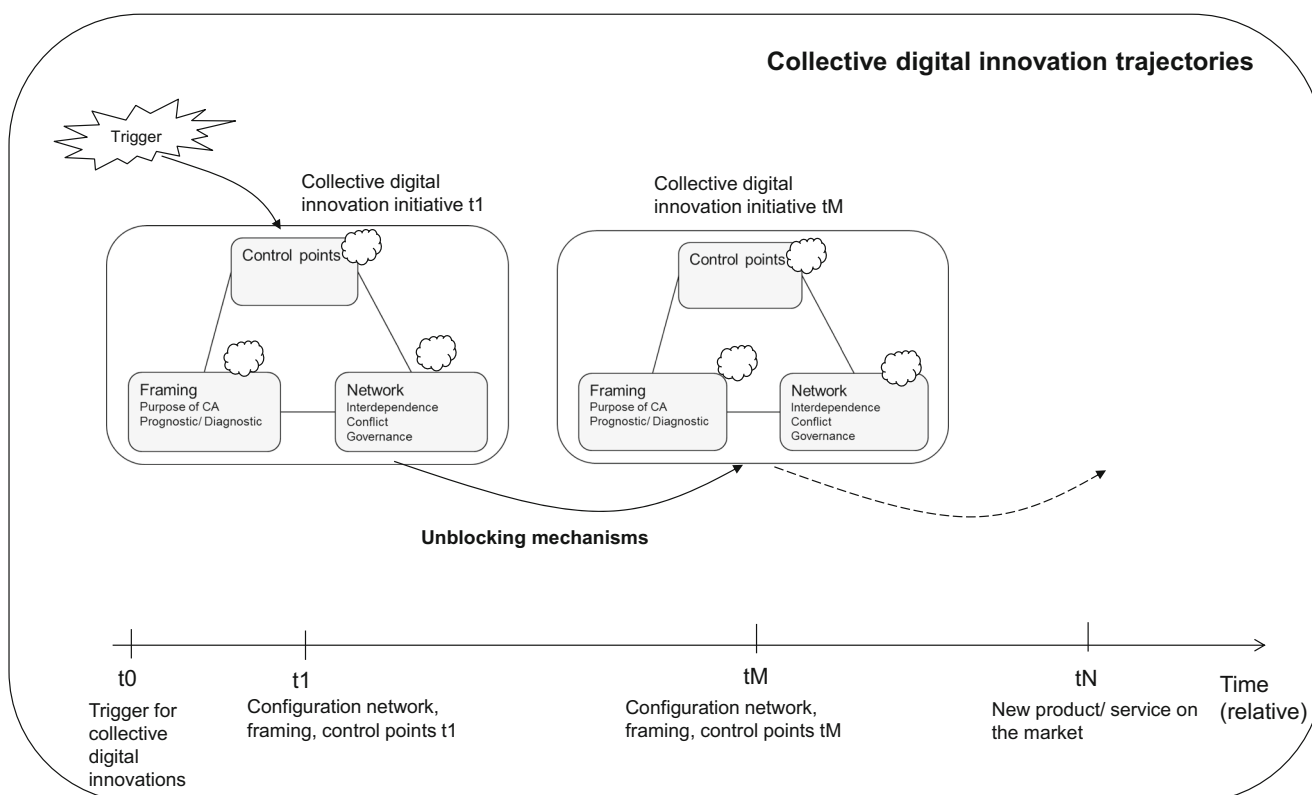 Collective digital innovation trajectories
Trigger
Collective digital
innovation initiative t1
Control points
Framing
Purpose of CA
Prognostic/ Diagnostic
Network
Interdependence
Conflict
Governance
Collective digital
innovation initiative tM
Control points
Framing
Purpose of CA
Prognostic/ Diagnostic
Network
Interdependence
Conflict
Governance
Unblocking mechanisms
t0
Trigger for
collective
digital
innovations
t1
Configuration network,
framing, control points t1
tM
Configuration network,
framing, control points tM
tN
New product/ service on
the market
Time
(relative)